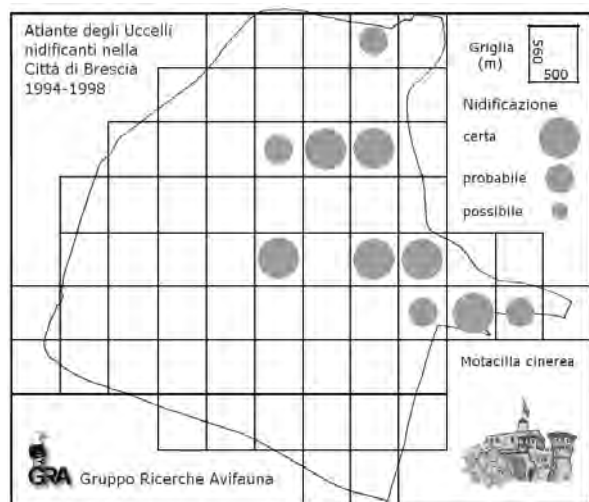 Atlante degli Uccelli
nidificanti nella
Città di Brescia
1994-1998
Griglia
(m)
560
500
Nidificazione
certa
probabile
possibile
Motacilla cinerea
GRA Gruppo Ricerche Avifauna